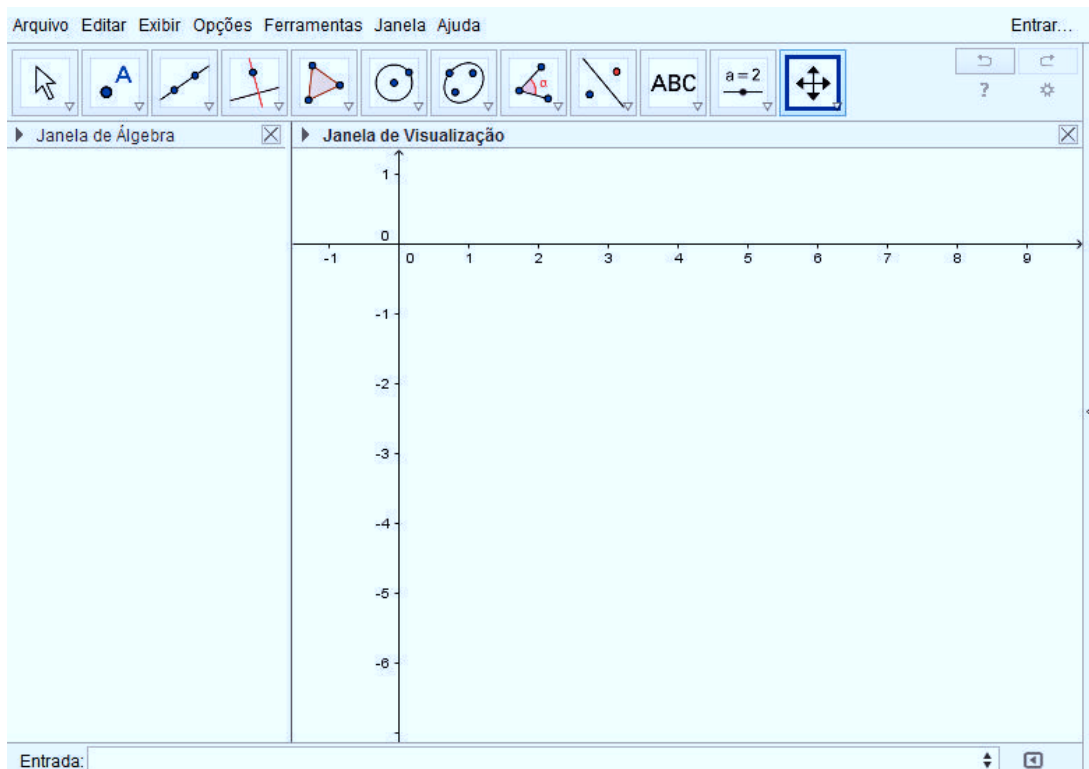 Arquivo Editar Exibir Opções Ferramentas Janela Ajuda Entrar...
A α ABC a = 2 ?
Janela de Álgebra Janela de Visualização
1
0
-1 0 1 2 3 4 5 6 7 8 9
-1
-2
-3
-4
-5
-6
Entrada: